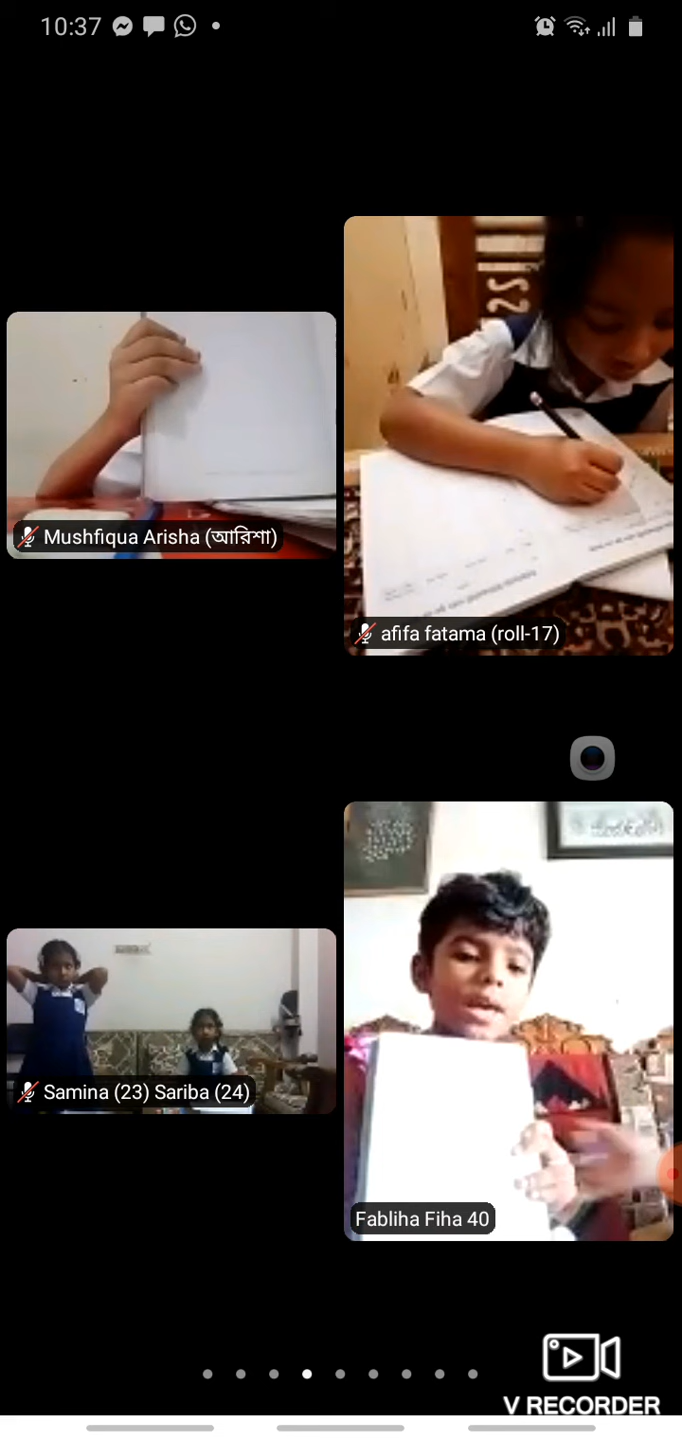 10:37
Mushfiqua Arisha (আরিশা)
afifa fatama (roll-17)
Samina (23) Sariba (24)
Fabliha Fiha 40
V RECORDER